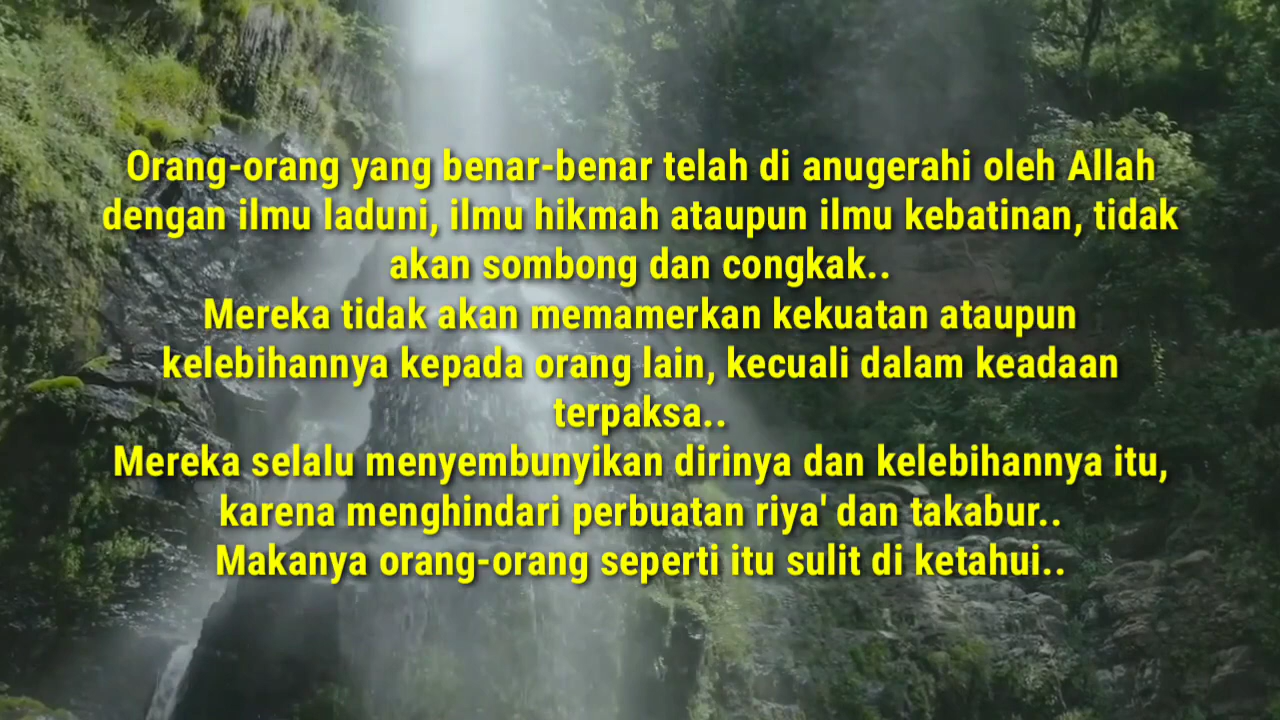 Orang-orang yang benar-benar telah di anugerahi oleh Allah
dengan ilmu laduni, ilmu hikmah ataupun ilmu kebatinan, tidak
akan sombong dan congkak..
Mereka tidak akan memamerkan kekuatan ataupun
kelebihannya kepada orang lain, kecuali dalam keadaan
terpaksa..
Mereka selalu menyembunyikan dirinya dan kelebihannya itu,
karena menghindari perbuatan riya' dan takabur..
Makanya orang-orang seperti itu sulit di ketahui..